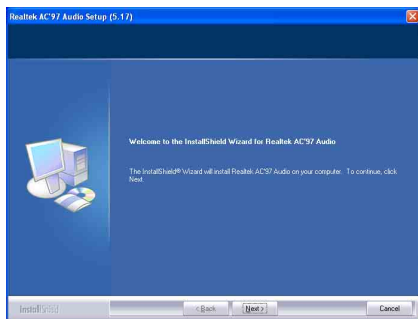 Realtek AC'97 Audio Setup (5.17)
Welcome to the InstallShield Wizard for Realtek AC'97 Audio
The InstallShield® Wizard will install Realtek AC'97 Audio on your computer. To continue, click
Next.
InstallShield
< Back Next > Cancel